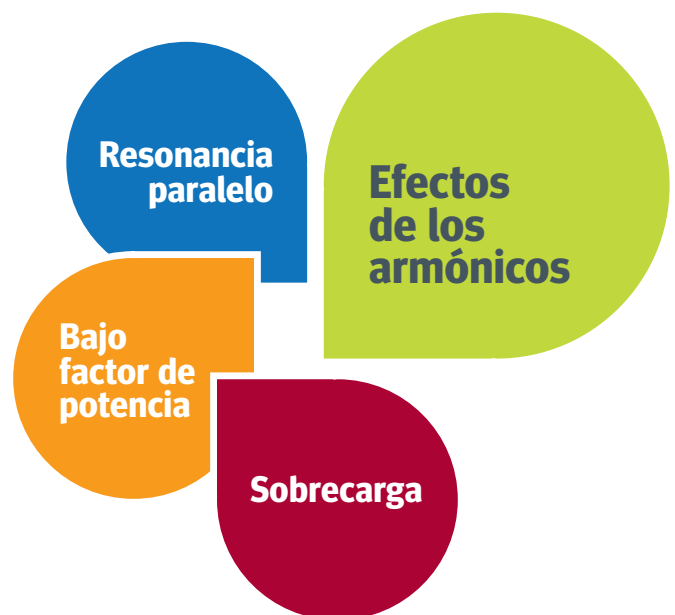 Resonancia
paralelo
Efectos
de los
armónicos
Bajo
factor de
potencia
Sobrecarga